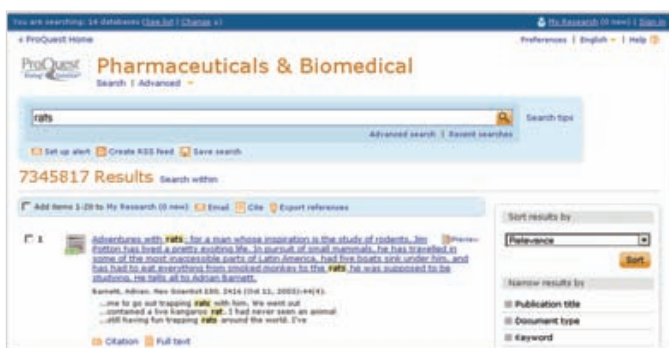 You are searching: 14 databases (See list | Change)
My Research (0 new) | Sign in
« ProQuest Home
Preferences | English | Help
ProQuest
Pharmaceuticals & Biomedical
Search | Advanced
rats
Search tips
Advanced search | Recent searches
Set up alert Create RSS feed Save search
7345817 Results Search within
Add items 1-20 to My Research (0 new) Email Cite Export references
1
Adventures with rats: for a man whose inspiration is the study of rodents, Jim
Preview
Patton has lived a pretty exciting life. In pursuit of small mammals, he has travelled in
some of the most inaccessible parts of Latin America, had five boats sink under him, and
has had to eat everything from smoked monkey to the rats he was supposed to be
studying. He tells all to Adrian Barnett.
Barnett, Adrian. New Scientist 180. 2416 (Oct 11, 2003):44(4).
...me to go out trapping rats with him. We went out
...contained a live kangaroo rat. I had never seen an animal
...still having fun trapping rats around the world. I've
Citation Full text
Sort results by
Relevance
Sort
Narrow results by
Publication title
Document type
Keyword